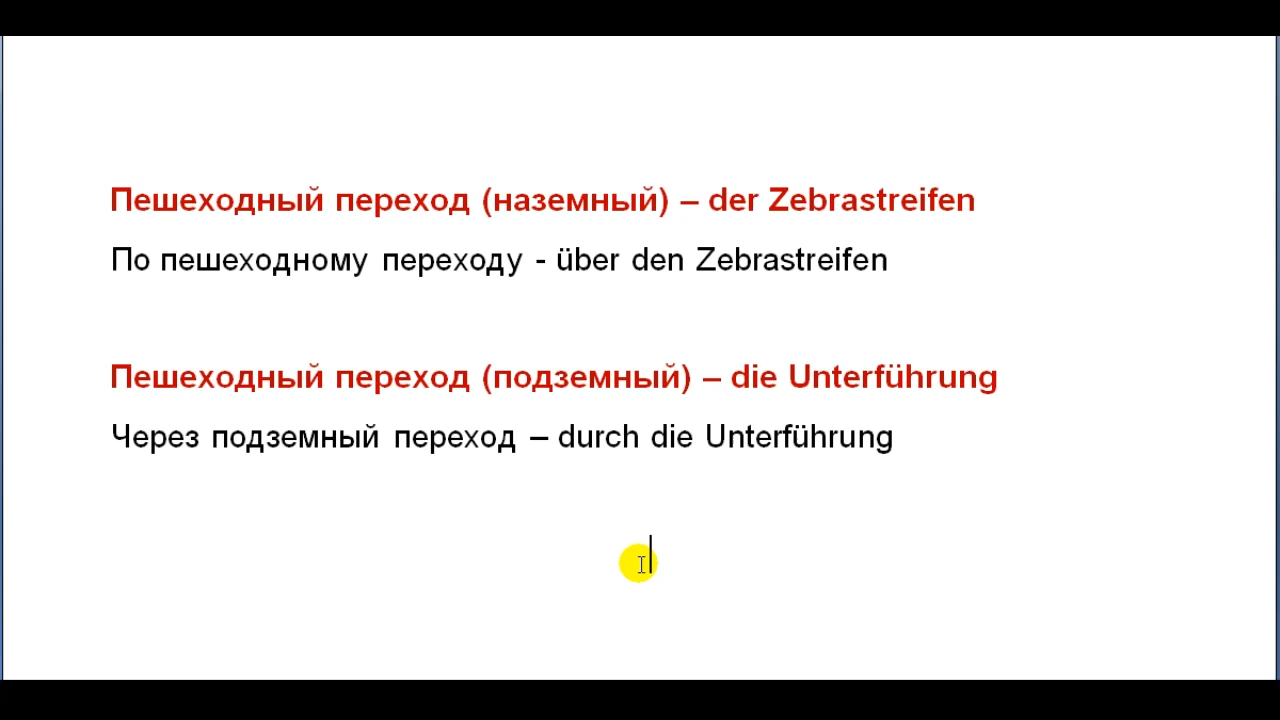 Пешеходный переход (наземный) – der Zebrastreifen
По пешеходному переходу - über den Zebrastreifen
Пешеходный переход (подземный) – die Unterführung
Через подземный переход – durch die Unterführung